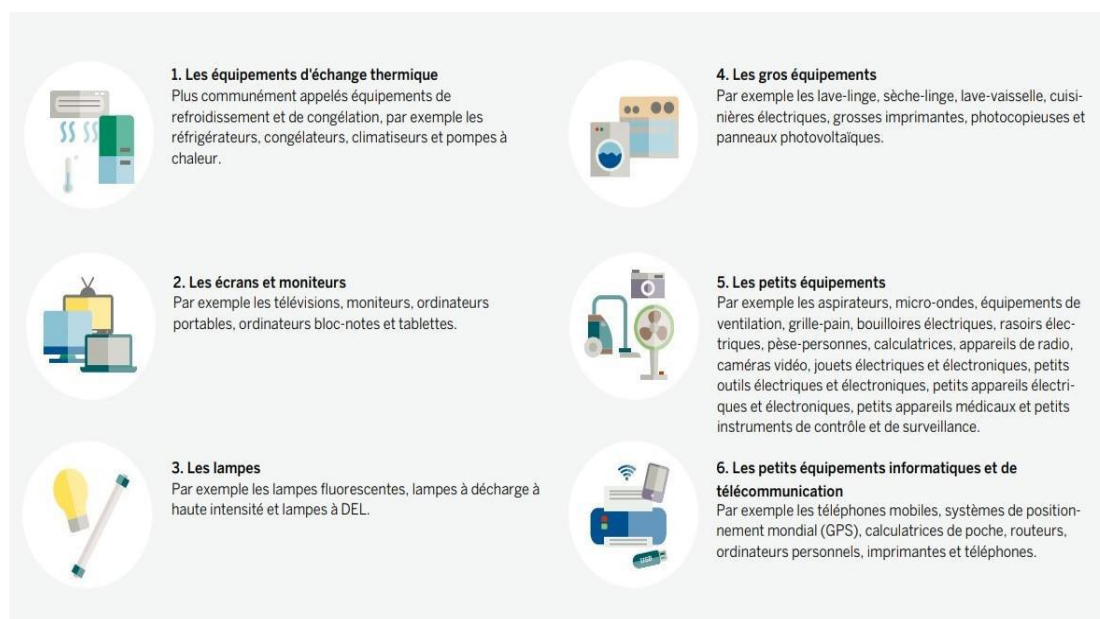 1. Les équipements d'échange thermique
Plus communément appelés équipements de
refroidissement et de congélation, par exemple les
réfrigérateurs, congélateurs, climatiseurs et pompes à
chaleur.
2. Les écrans et moniteurs
Par exemple les télévisions, moniteurs, ordinateurs
portables, ordinateurs bloc-notes et tablettes.
3. Les lampes
Par exemple les lampes fluorescentes, lampes à décharge à
haute intensité et lampes à DEL.
4. Les gros équipements
Par exemple les lave-linge, sèche-linge, lave-vaisselle, cuisi-
nières électriques, grosses imprimantes, photocopieuses et
panneaux photovoltaïques.
5. Les petits équipements
Par exemple les aspirateurs, micro-ondes, équipements de
ventilation, grille-pain, bouilloires électriques, rasoirs élec-
triques, pèse-personnes, calculatrices, appareils de radio,
caméras vidéo, jouets électriques et électroniques, petits
outils électriques et électroniques, petits appareils électri-
ques et électroniques, petits appareils médicaux et petits
instruments de contrôle et de surveillance.
6. Les petits équipements informatiques et de
télécommunication
Par exemple les téléphones mobiles, systèmes de position-
nement mondial (GPS), calculatrices de poche, routeurs,
ordinateurs personnels, imprimantes et téléphones.
USB